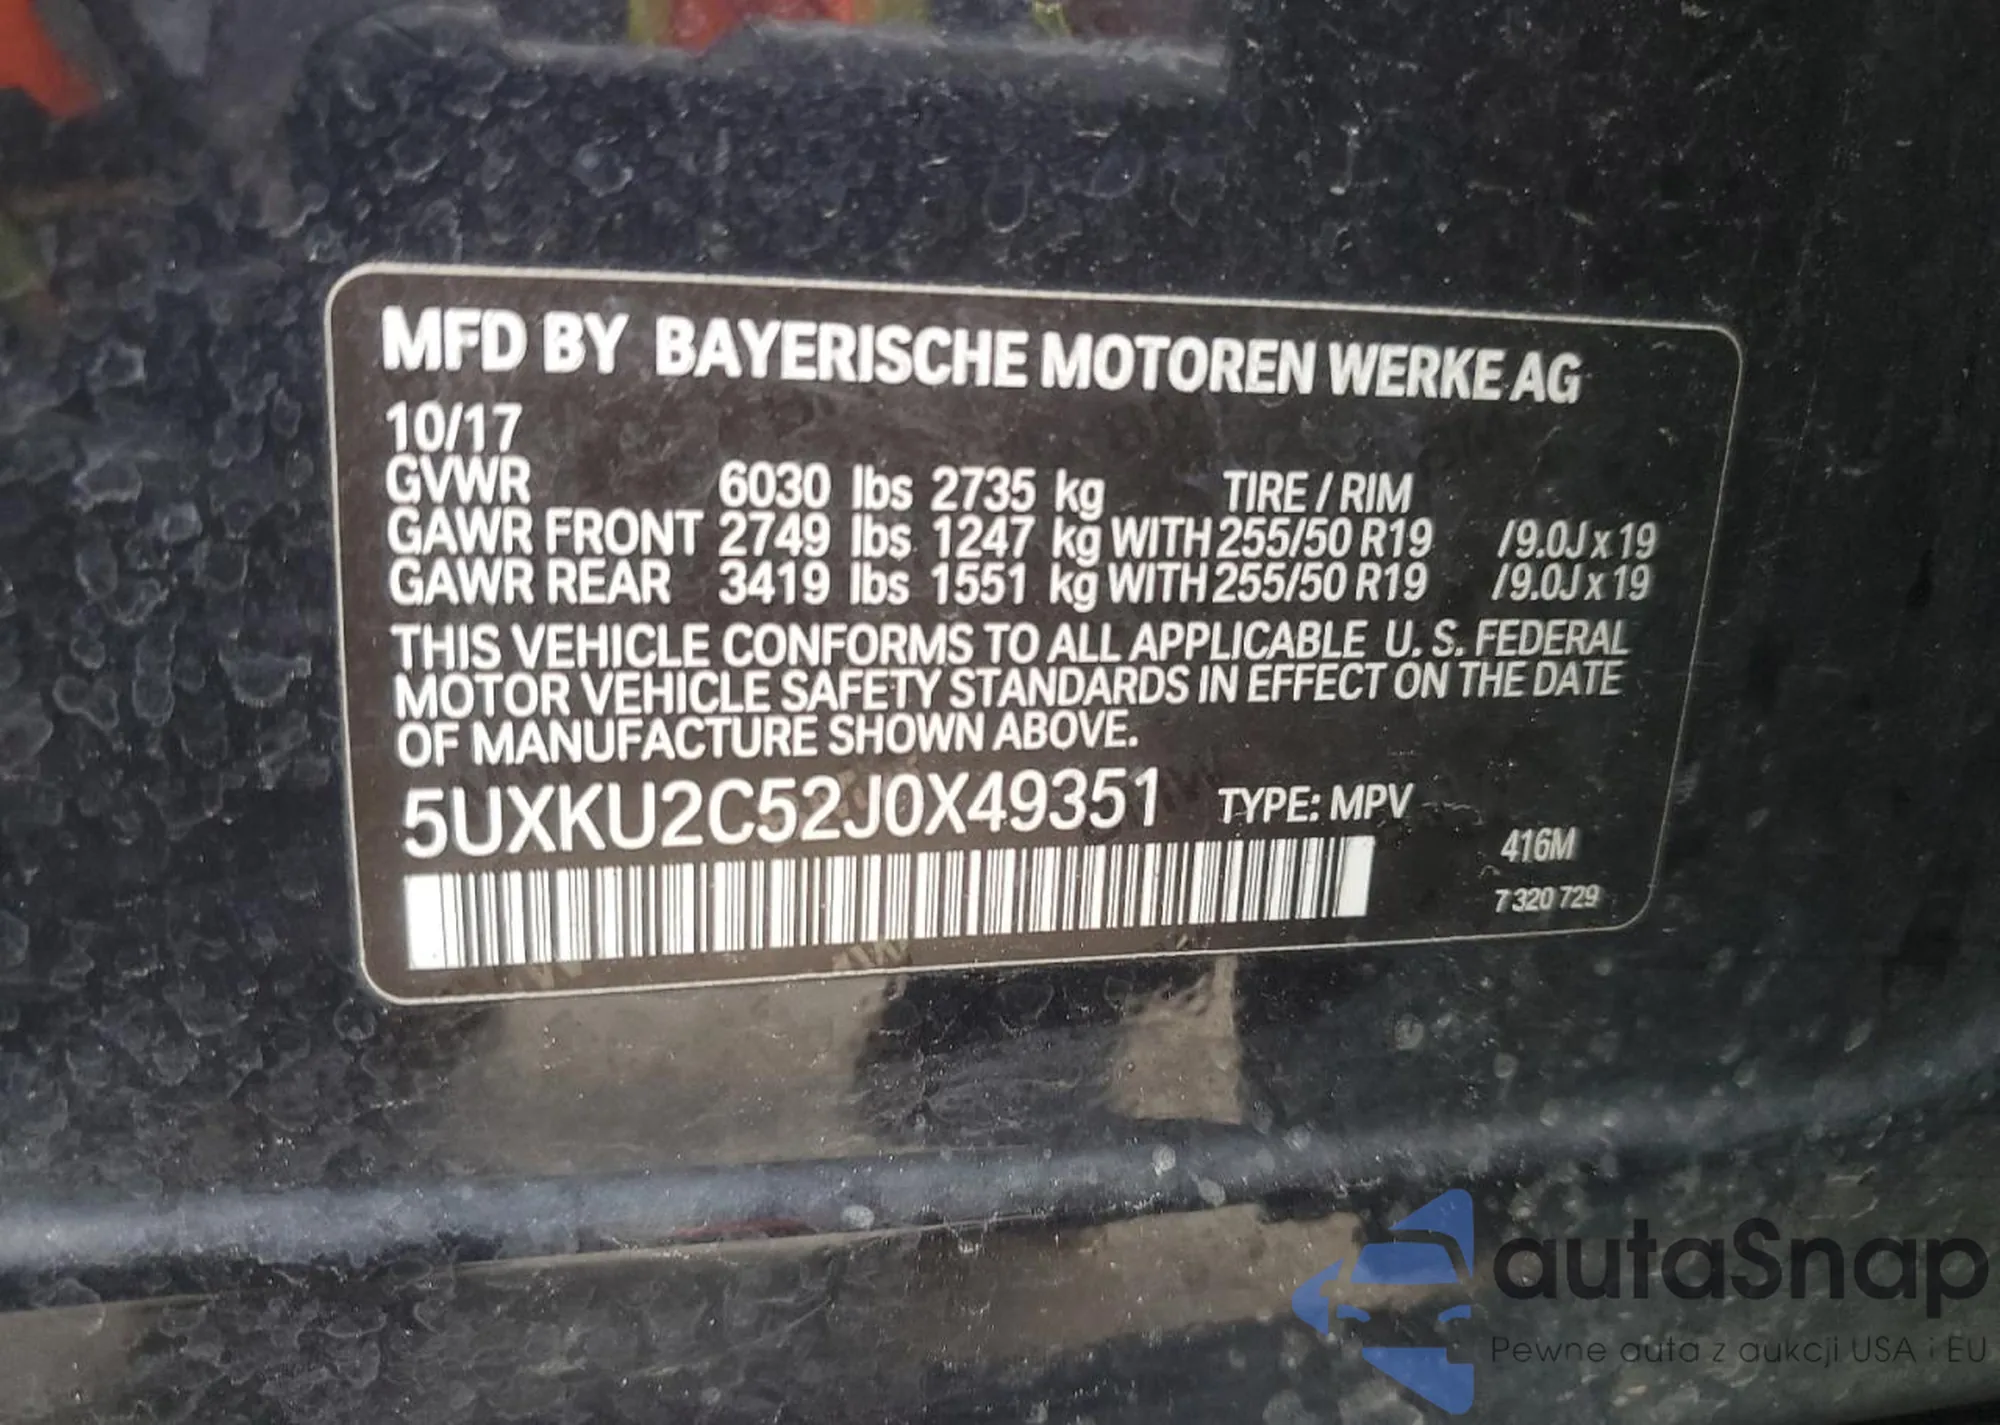 MFD BY BAYERISCHE MOTOREN WERKE AG
10/17
GVWR 6030 lbs 2735 kg TIRE / RIM
GAWR FRONT 2749 lbs 1247 kg WITH 255/50 R19 /9.0J x 19
GAWR REAR 3419 lbs 1551 kg WITH 255/50 R19 /9.0J x 19
THIS VEHICLE CONFORMS TO ALL APPLICABLE U. S. FEDERAL
MOTOR VEHICLE SAFETY STANDARDS IN EFFECT ON THE DATE
OF MANUFACTURE SHOWN ABOVE.
5UXKU2C52J0X49351 TYPE: MPV
416M
7 320 729
autaSnap
Pewne auta z aukcji USA i EU